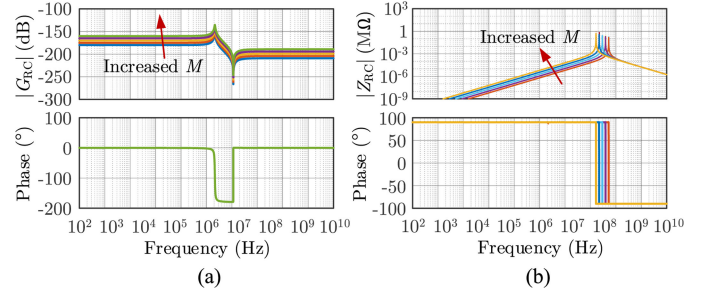 |G_RC| (dB)
-100
-150
-200
-250
-300
Increased M
Phase (°)
100
0
-100
-200
10^2 10^3 10^4 10^5 10^6 10^7 10^8 10^9 10^10
Frequency (Hz)
(a)
|Z_RC| (MΩ)
10^3
1
10^-3
10^-6
10^-9
Increased M
Phase (°)
100
50
0
-50
-100
10^2 10^3 10^4 10^5 10^6 10^7 10^8 10^9 10^10
Frequency (Hz)
(b)